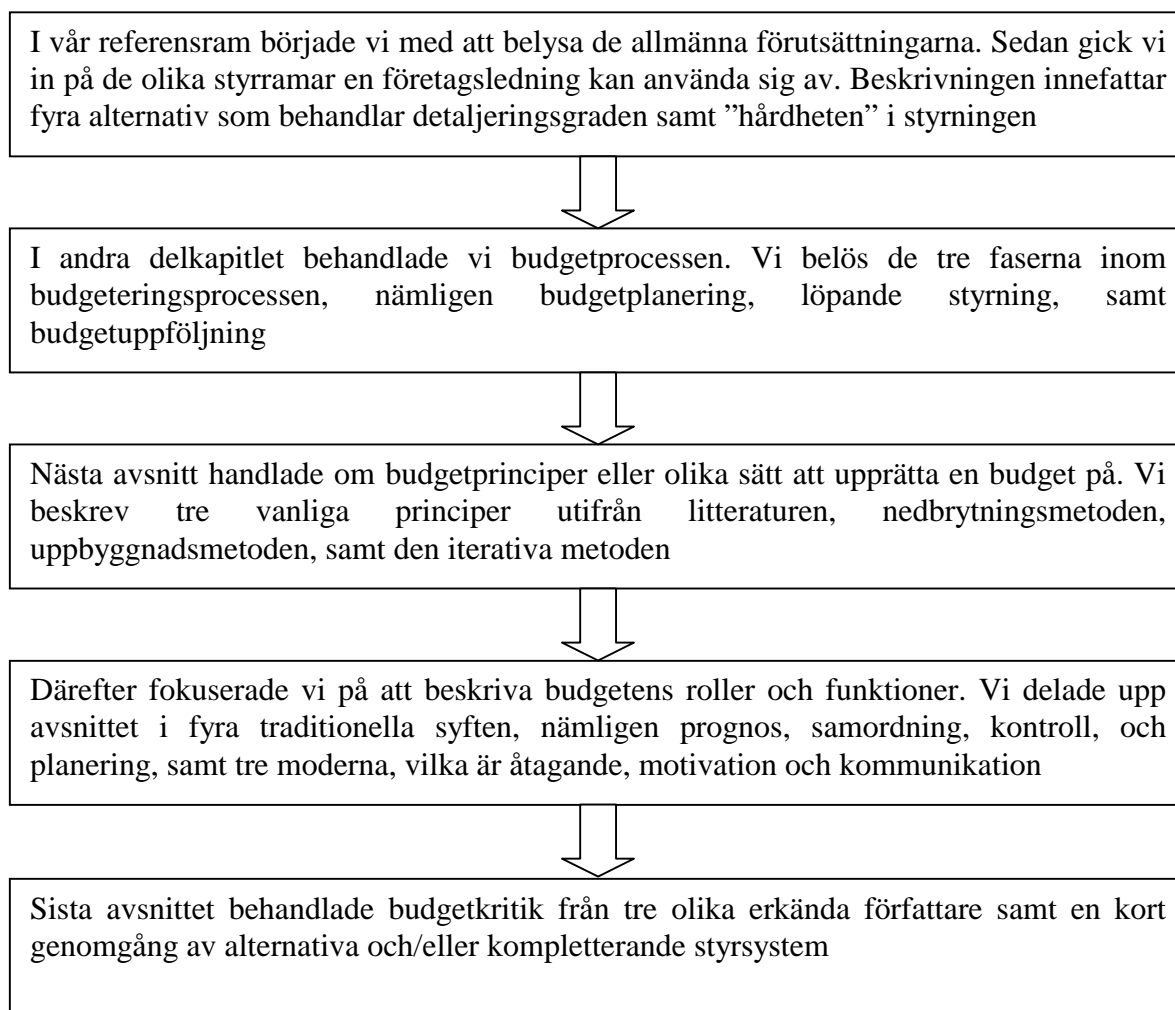 I vår referensram började vi med att belysa de allmänna förutsättningarna. Sedan gick vi
in på de olika styrramar en företagsledning kan använda sig av. Beskrivningen innefattar
fyra alternativ som behandlar detaljeringsgraden samt ”hårdheten” i styrningen
I andra delkapitlet behandlade vi budgetprocessen. Vi belös de tre faserna inom
budgeteringsprocessen, nämligen budgetplanering, löpande styrning, samt
budgetuppföljning
Nästa avsnitt handlade om budgetprinciper eller olika sätt att upprätta en budget på. Vi
beskrev tre vanliga principer utifrån litteraturen, nedbrytningsmetoden,
uppbyggnadsmetoden, samt den iterativa metoden
Därefter fokuserade vi på att beskriva budgetens roller och funktioner. Vi delade upp
avsnittet i fyra traditionella syften, nämligen prognos, samordning, kontroll, och
planering, samt tre moderna, vilka är åtagande, motivation och kommunikation
Sista avsnittet behandlade budgetkritik från tre olika erkända författare samt en kort
genomgång av alternativa och/eller kompletterande styrsystem